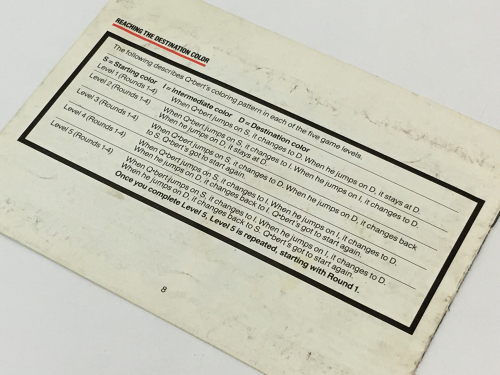 REACHING THE DESTINATION COLOR
The following describes Q*bert's coloring pattern in each of the five game levels.
S = Starting color I = Intermediate color D = Destination color
Level 1 (Rounds 1-4) When Q*bert jumps on S, it changes to D. When he jumps on D, it stays at D.
Level 2 (Rounds 1-4) When Q*bert jumps on S, it changes to I. When he jumps on I, it changes to D.
When he jumps on D, it stays at D.
Level 3 (Rounds 1-4) When Q*bert jumps on S, it changes to D. When he jumps on D, it changes back
to S. Q*bert's got to start again.
Level 4 (Rounds 1-4) When Q*bert jumps on S, it changes to I. When he jumps on I, it changes to D.
When he jumps on D, it changes back to I. Q*bert's got to start again.
Level 5 (Rounds 1-4) When Q*bert jumps on S, it changes to I. When he jumps on I, it changes to D.
When he jumps on D, it changes back to S. Q*bert's got to start again.
Once you complete Level 5, Level 5 is repeated, starting with Round 1.
8